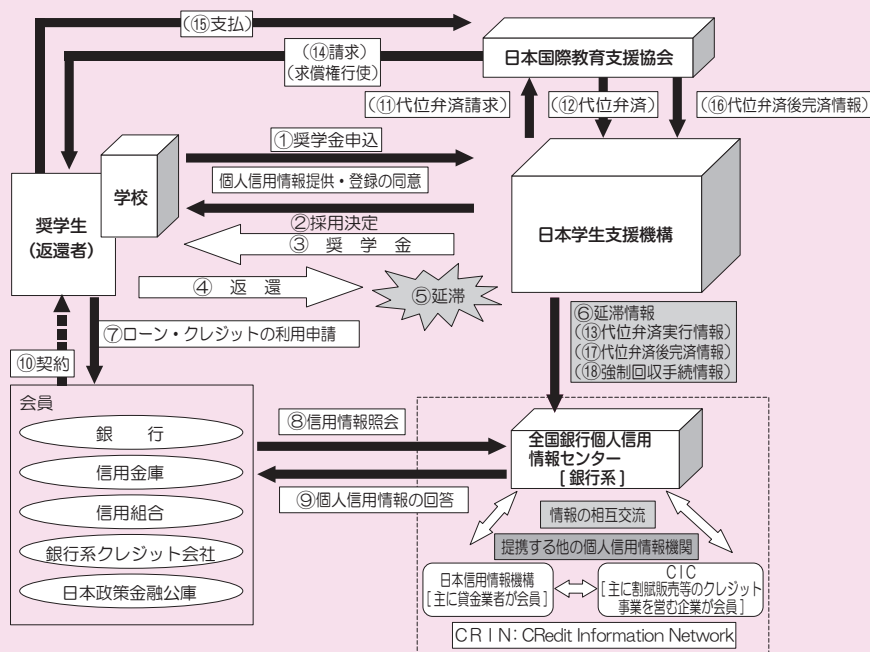 (⑮支払)
(⑭請求)
(求償権行使)
日本国際教育支援協会
(⑪代位弁済請求)
(⑫代位弁済)
(⑯代位弁済後完済情報)
①奨学金申込
個人信用情報提供・登録の同意
学校
奨学生
(返還者)
②採用決定
③ 奨 学 金
日本学生支援機構
④ 返 還
⑤延滞
⑥延滞情報
(⑬代位弁済実行情報)
(⑰代位弁済後完済情報)
(⑱強制回収手続情報)
⑦ローン・クレジットの利用申請
⑩契約
会員
銀 行
信用金庫
信用組合
銀行系クレジット会社
日本政策金融公庫
⑧信用情報照会
⑨個人信用情報の回答
全国銀行個人信用
情報センター
[銀行系]
情報の相互交流
提携する他の個人信用情報機関
日本信用情報機構
[主に貸金業者が会員]
CIC
[主に割賦販売等のクレジット
事業を営む企業が会員]
CRIN:CRedit Information Network